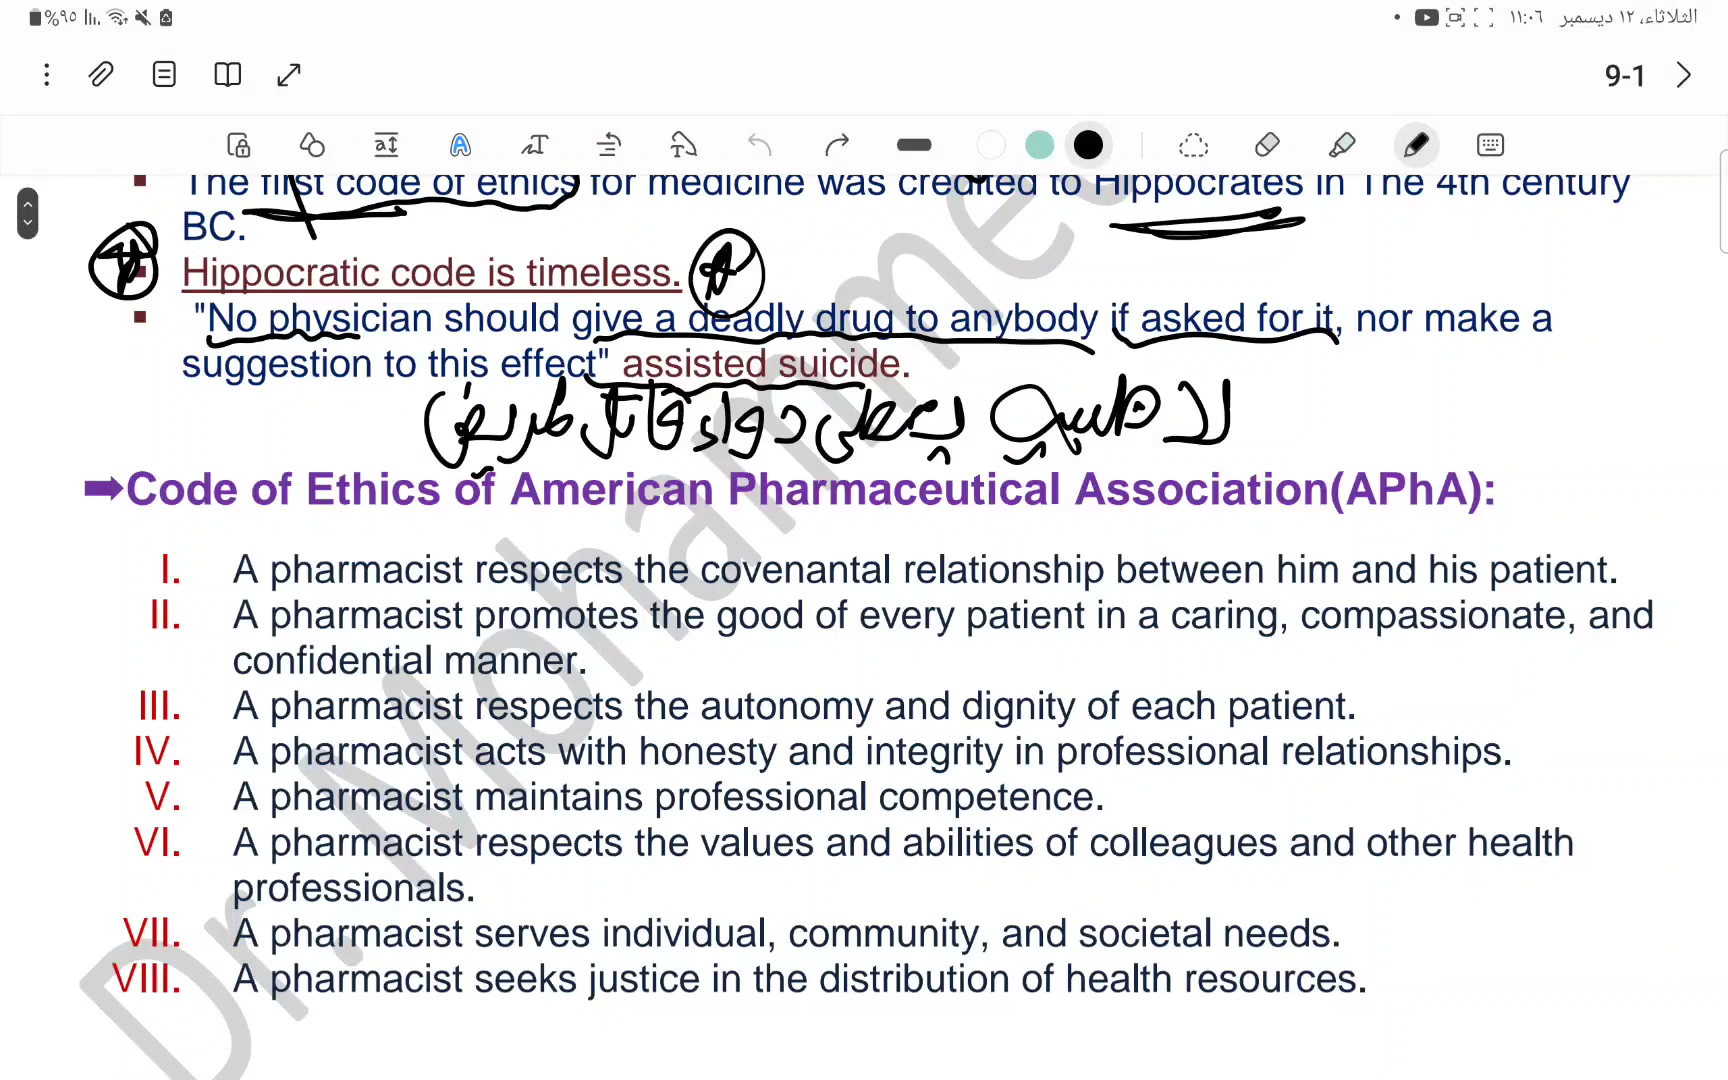 ٩٥%
الثلاثاء، ١٢ ديسمبر ١١:٠٦
9-1
The first code of ethics for medicine was credited to Hippocrates in The 4th century
BC.
Hippocratic code is timeless.
"No physician should give a deadly drug to anybody if asked for it, nor make a
suggestion to this effect" assisted suicide.
لا طبيب يعطي دواء قاتل لمريض
➡Code of Ethics of American Pharmaceutical Association(APhA):
I. A pharmacist respects the covenantal relationship between him and his patient.
II. A pharmacist promotes the good of every patient in a caring, compassionate, and
confidential manner.
III. A pharmacist respects the autonomy and dignity of each patient.
IV. A pharmacist acts with honesty and integrity in professional relationships.
V. A pharmacist maintains professional competence.
VI. A pharmacist respects the values and abilities of colleagues and other health
professionals.
VII. A pharmacist serves individual, community, and societal needs.
VIII. A pharmacist seeks justice in the distribution of health resources.
Dr. Mohammed